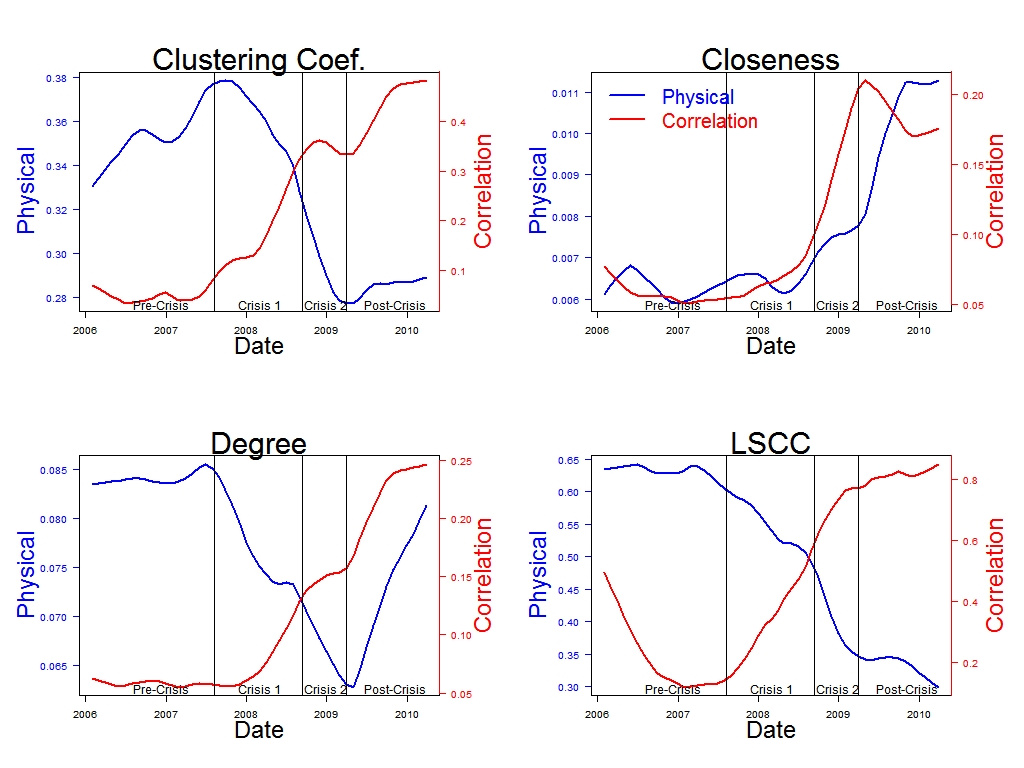 Clustering Coef.
Physical
0.38
0.36
0.34
0.32
0.30
0.28
0.4
0.3
0.2
0.1
Correlation
Pre-Crisis
Crisis 1
Crisis 2
Post-Crisis
2006
2007
2008
2009
2010
Date
Closeness
Physical
Correlation
Physical
0.011
0.010
0.009
0.008
0.007
0.006
0.20
0.15
0.10
0.05
Correlation
Pre-Crisis
Crisis 1
Crisis 2
Post-Crisis
2006
2007
2008
2009
2010
Date
Degree
Physical
0.085
0.080
0.075
0.070
0.065
0.25
0.20
0.15
0.10
0.05
Correlation
Pre-Crisis
Crisis 1
Crisis 2
Post-Crisis
2006
2007
2008
2009
2010
Date
LSCC
Physical
0.65
0.60
0.55
0.50
0.45
0.40
0.35
0.30
0.8
0.6
0.4
0.2
Correlation
Pre-Crisis
Crisis 1
Crisis 2
Post-Crisis
2006
2007
2008
2009
2010
Date